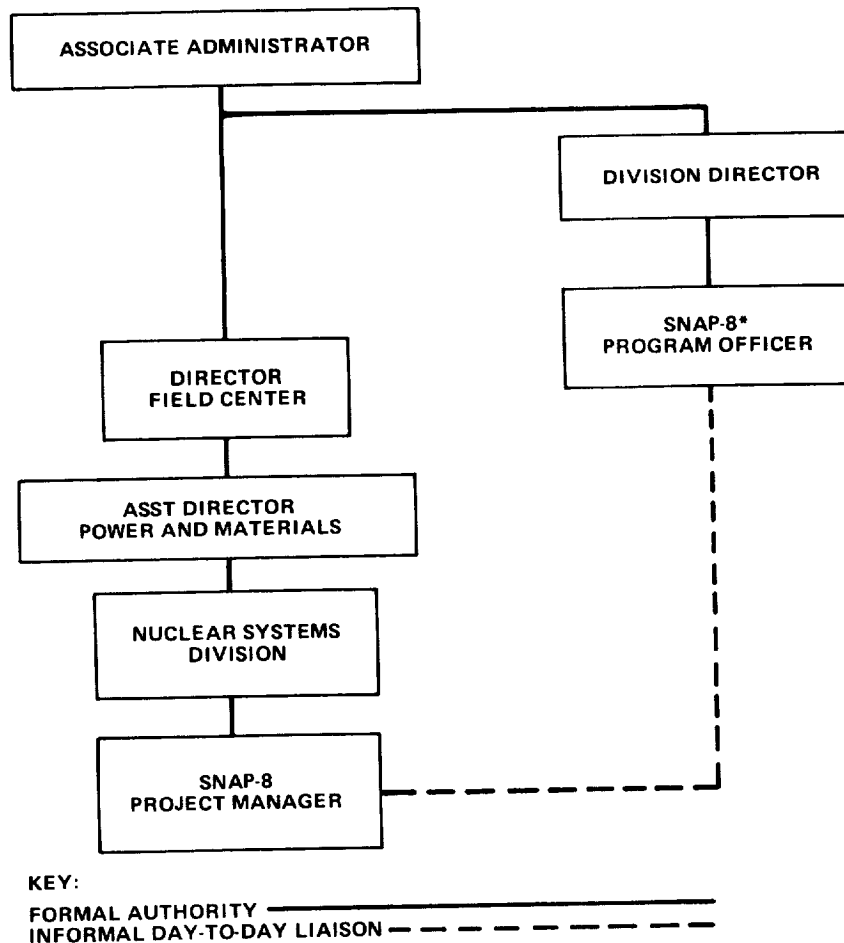 ASSOCIATE ADMINISTRATOR
DIVISION DIRECTOR
SNAP-8*
PROGRAM OFFICER
DIRECTOR
FIELD CENTER
ASST DIRECTOR
POWER AND MATERIALS
NUCLEAR SYSTEMS
DIVISION
SNAP-8
PROJECT MANAGER
KEY:
FORMAL AUTHORITY
INFORMAL DAY-TO-DAY LIAISON